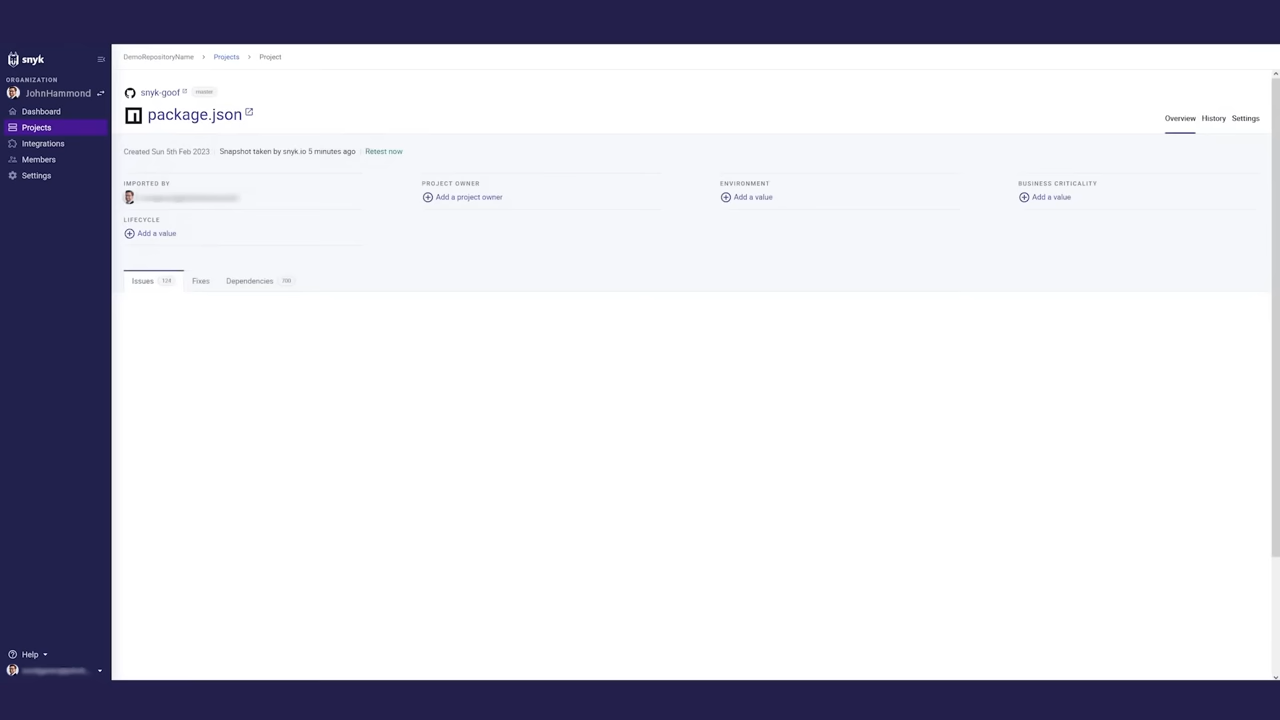 snyk
ORGANIZATION
JohnHammond
Dashboard
Projects
Integrations
Members
Settings
Help
DemoRepositoryName > Projects > Project
snyk-goof master
package.json
Overview History Settings
Created Sun 5th Feb 2023 Snapshot taken by snyk.io 5 minutes ago Retest now
IMPORTED BY PROJECT OWNER ENVIRONMENT BUSINESS CRITICALITY
Add a project owner Add a value Add a value
LIFECYCLE
Add a value
Issues 124 Fixes Dependencies 700